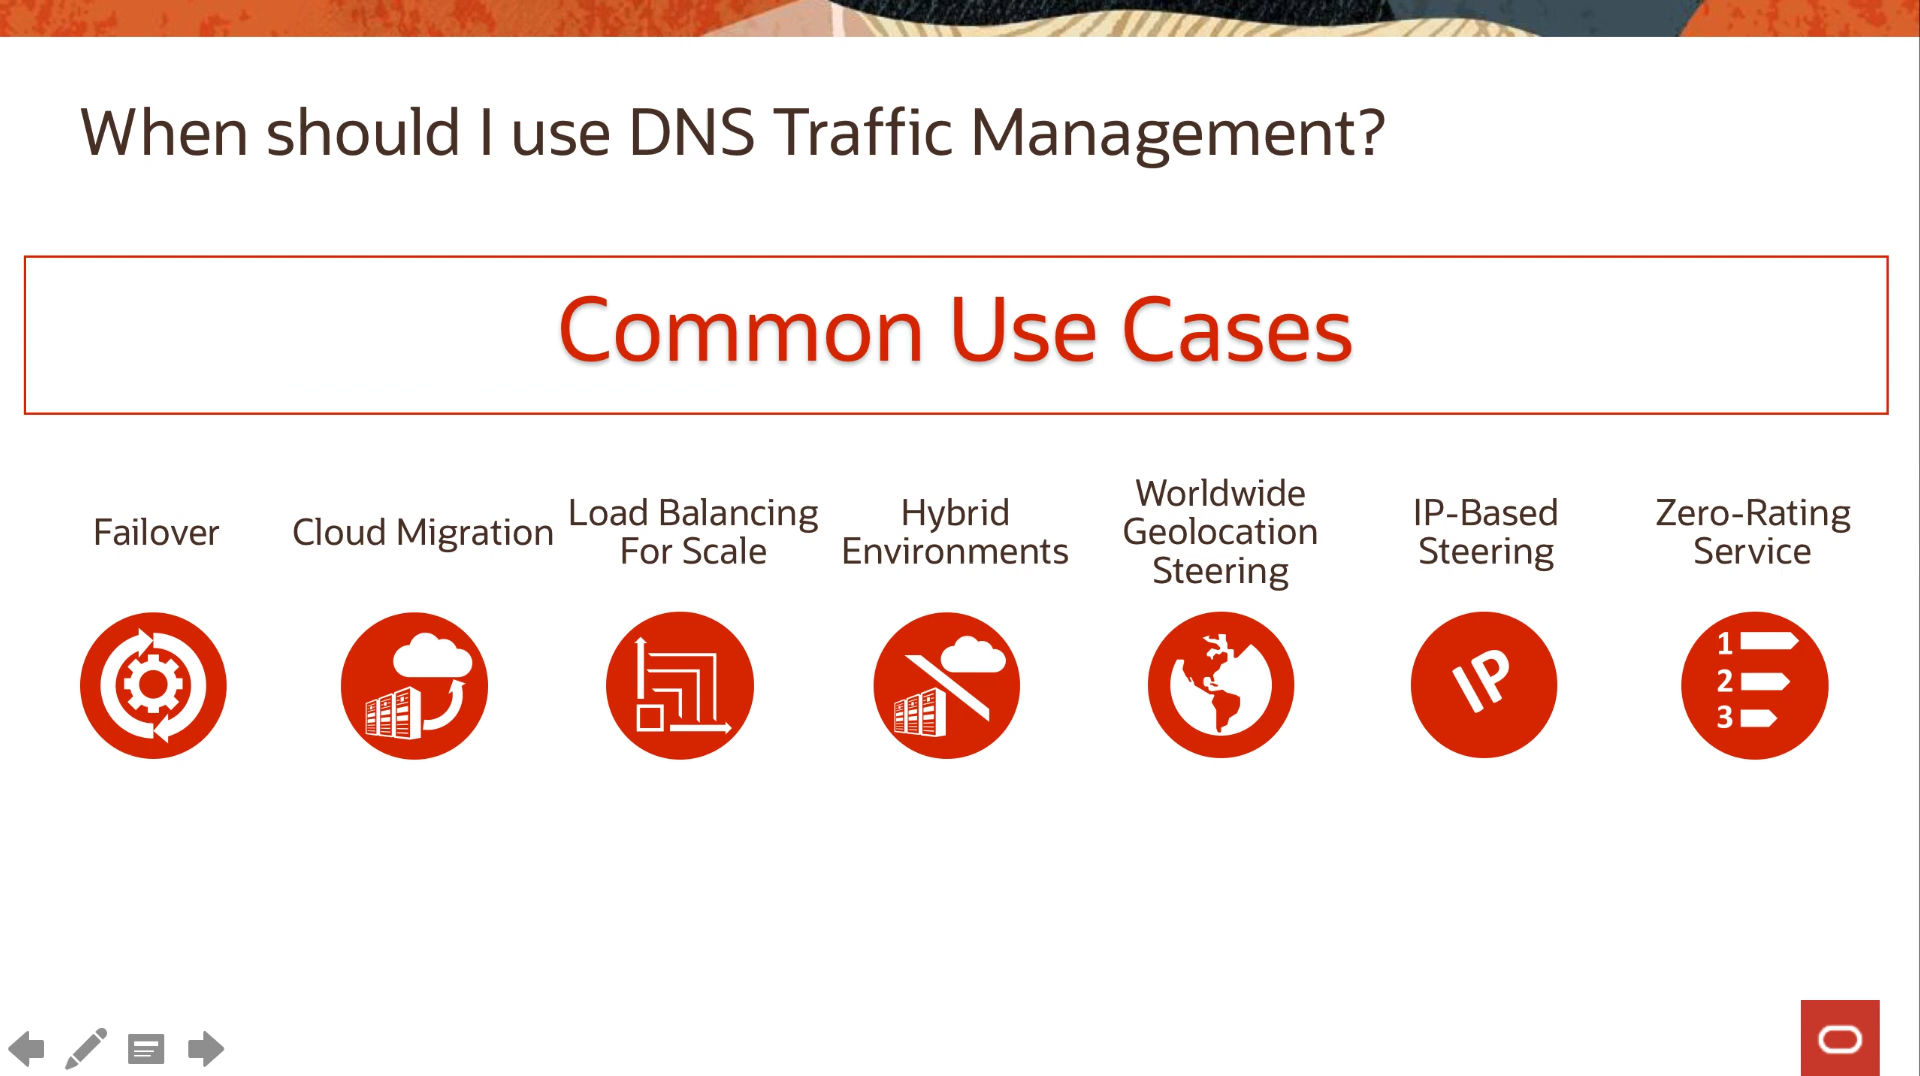 When should I use DNS Traffic Management?
Common Use Cases
Failover
Cloud Migration
Load Balancing
For Scale
Hybrid
Environments
Worldwide
Geolocation
Steering
IP-Based
Steering
Zero-Rating
Service
IP
1
2
3